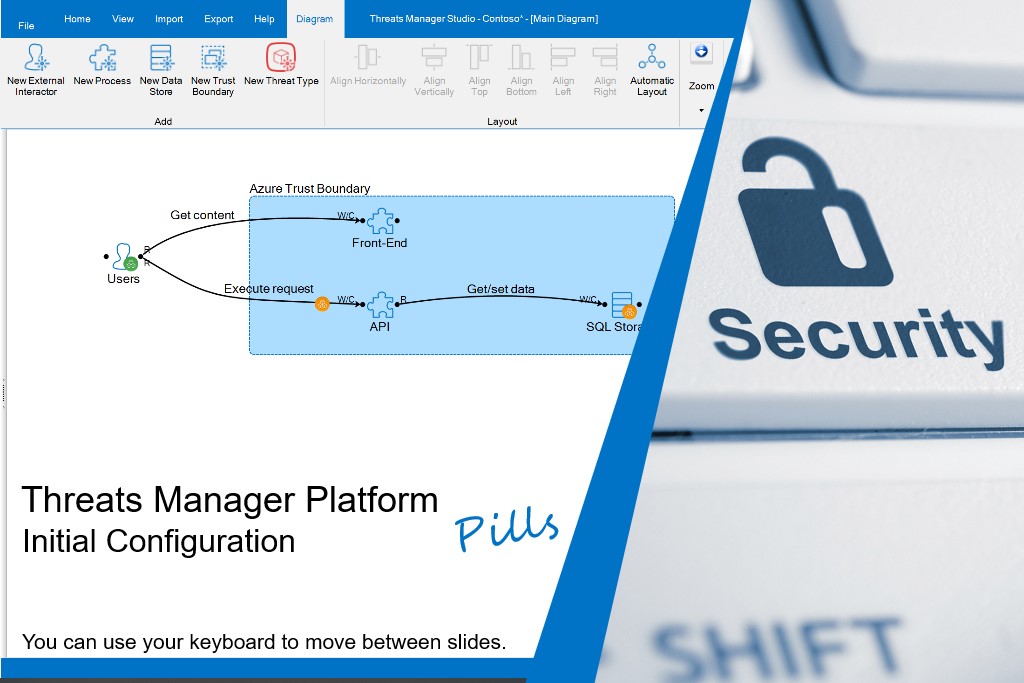 File
Home
View
Import
Export
Help
Diagram
Threats Manager Studio - Contoso* - [Main Diagram]
New External
Interactor
New Process
New Data
Store
New Trust
Boundary
New Threat Type
Align Horizontally
Align
Vertically
Align
Top
Align
Bottom
Align
Left
Align
Right
Automatic
Layout
Zoom
Add
Layout
Azure Trust Boundary
Get content
W/C
Front-End
R
R
Users
Execute request
W/C
API
R
Get/set data
W/C
SQL Stora
Security
Threats Manager Platform
Initial Configuration
Pills
You can use your keyboard to move between slides.
SHIFT